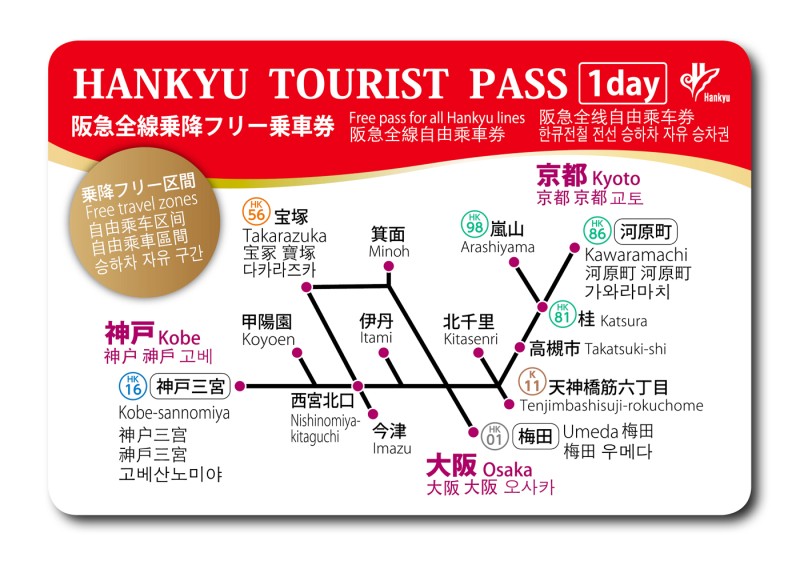 HANKYU TOURIST PASS 1day
Hankyu
阪急全線乗降フリー乗車券
Free pass for all Hankyu lines
阪急全線自由乘車券
阪急全线自由乘车券
한큐전철 전선 승하차 자유 승차권
乗降フリー区間
Free travel zones
自由乘车区间
自由乘車區間
승하차 자유 구간
京都 Kyoto
京都 京都 교토
HK
56
宝塚
Takarazuka
宝冢 寶塚
다카라즈카
箕面
Minoh
HK
98
嵐山
Arashiyama
HK
86
河原町
Kawaramachi
河原町 河原町
가와라마치
HK
81
桂 Katsura
神戸 Kobe
神户 神戶 고베
甲陽園
Koyoen
伊丹
Itami
北千里
Kitasenri
高槻市 Takatsuki-shi
HK
16
神戸三宮
Kobe-sannomiya
神户三宫
神戶三宮
고베산노미야
西宮北口
Nishinomiya-
kitaguchi
今津
Imazu
K
11
天神橋筋六丁目
Tenjimbashisuji-rokuchome
HK
01
梅田
Umeda 梅田
梅田 우메다
大阪 Osaka
大阪 大阪 오사카